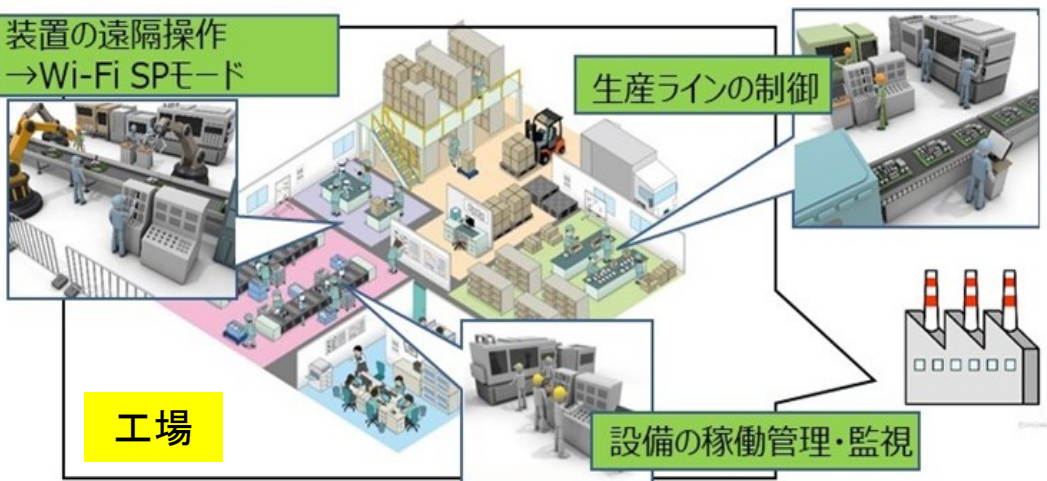 装置の遠隔操作
→Wi-Fi SPモード
生産ラインの制御
工場
設備の稼働管理・監視